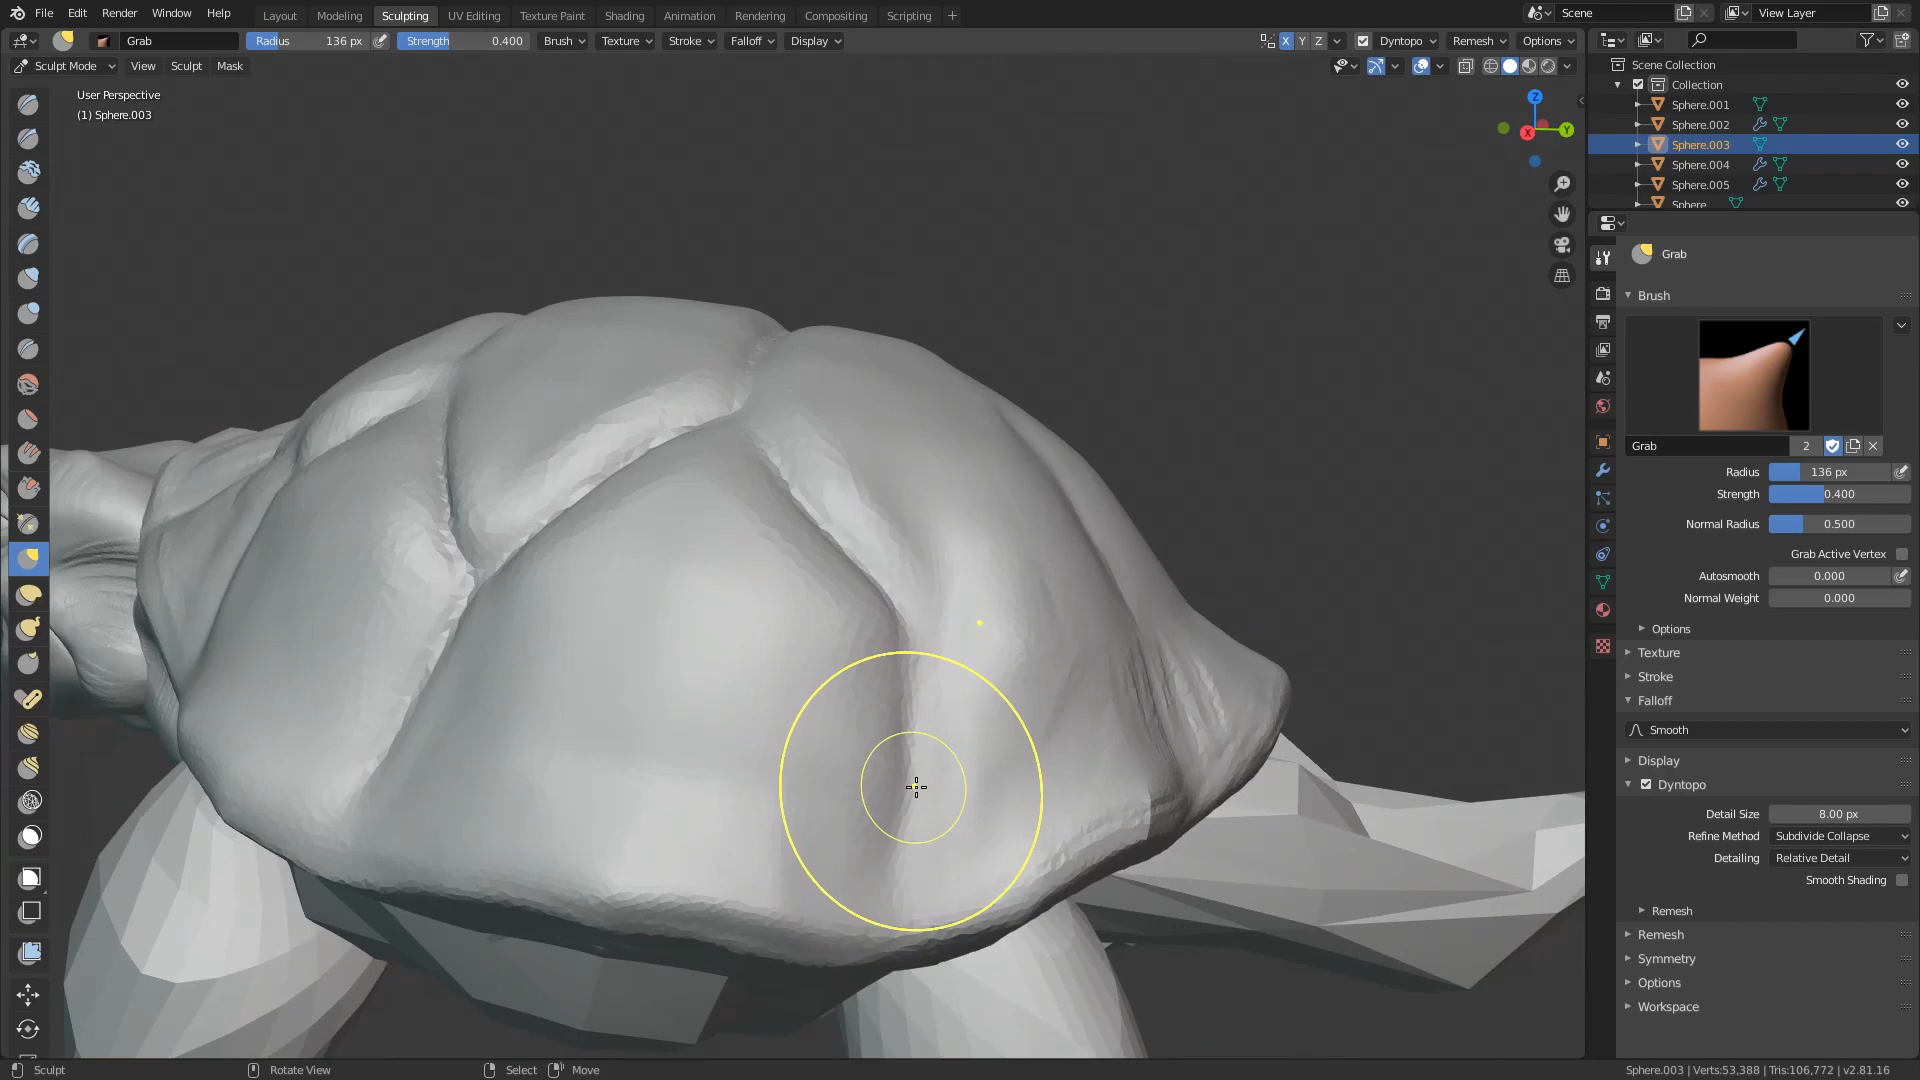 File Edit Render Window Help Layout Modeling Sculpting UV Editing Texture Paint Shading Animation Rendering Compositing Scripting + Scene View Layer
Grab Radius 136 px Strength 0.400 Brush Texture Stroke Falloff Display X Y Z Dyntopo Remesh Options
Sculpt Mode View Sculpt Mask
User Perspective
(1) Sphere.003
Z
X
Y
Scene Collection
Collection
Sphere.001
Sphere.002
Sphere.003
Sphere.004
Sphere.005
Sphere
Grab
Brush
Grab 2
Radius 136 px
Strength 0.400
Normal Radius 0.500
Grab Active Vertex
Autosmooth 0.000
Normal Weight 0.000
Options
Texture
Stroke
Falloff
Smooth
Display
Dyntopo
Detail Size 8.00 px
Refine Method Subdivide Collapse
Detailing Relative Detail
Smooth Shading
Remesh
Remesh
Symmetry
Options
Workspace
Sculpt Rotate View Select Move Sphere.003 | Verts:53,388 | Tris:106,772 | v2.81.16